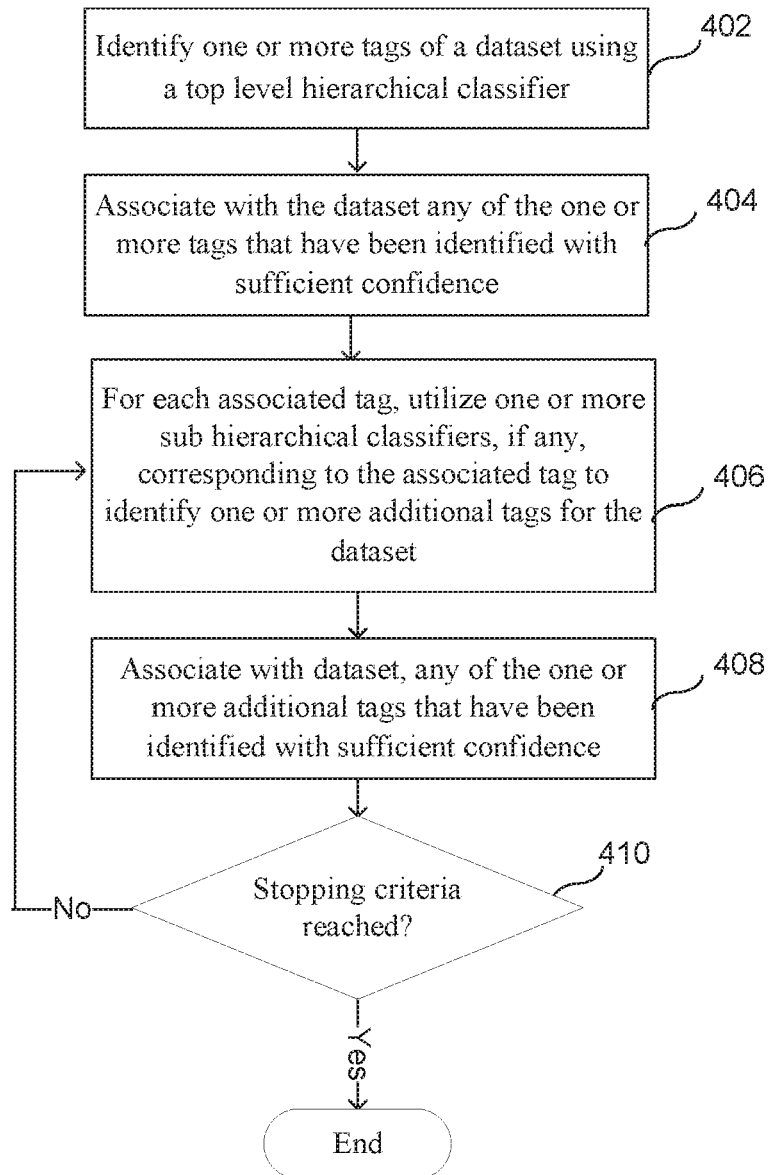 Identify one or more tags of a dataset using
a top level hierarchical classifier
402
Associate with the dataset any of the one or
more tags that have been identified with
sufficient confidence
404
For each associated tag, utilize one or more
sub hierarchical classifiers, if any,
corresponding to the associated tag to
identify one or more additional tags for the
dataset
406
Associate with dataset, any of the one or
more additional tags that have been
identified with sufficient confidence
408
Stopping criteria
reached?
410
No
Yes
End